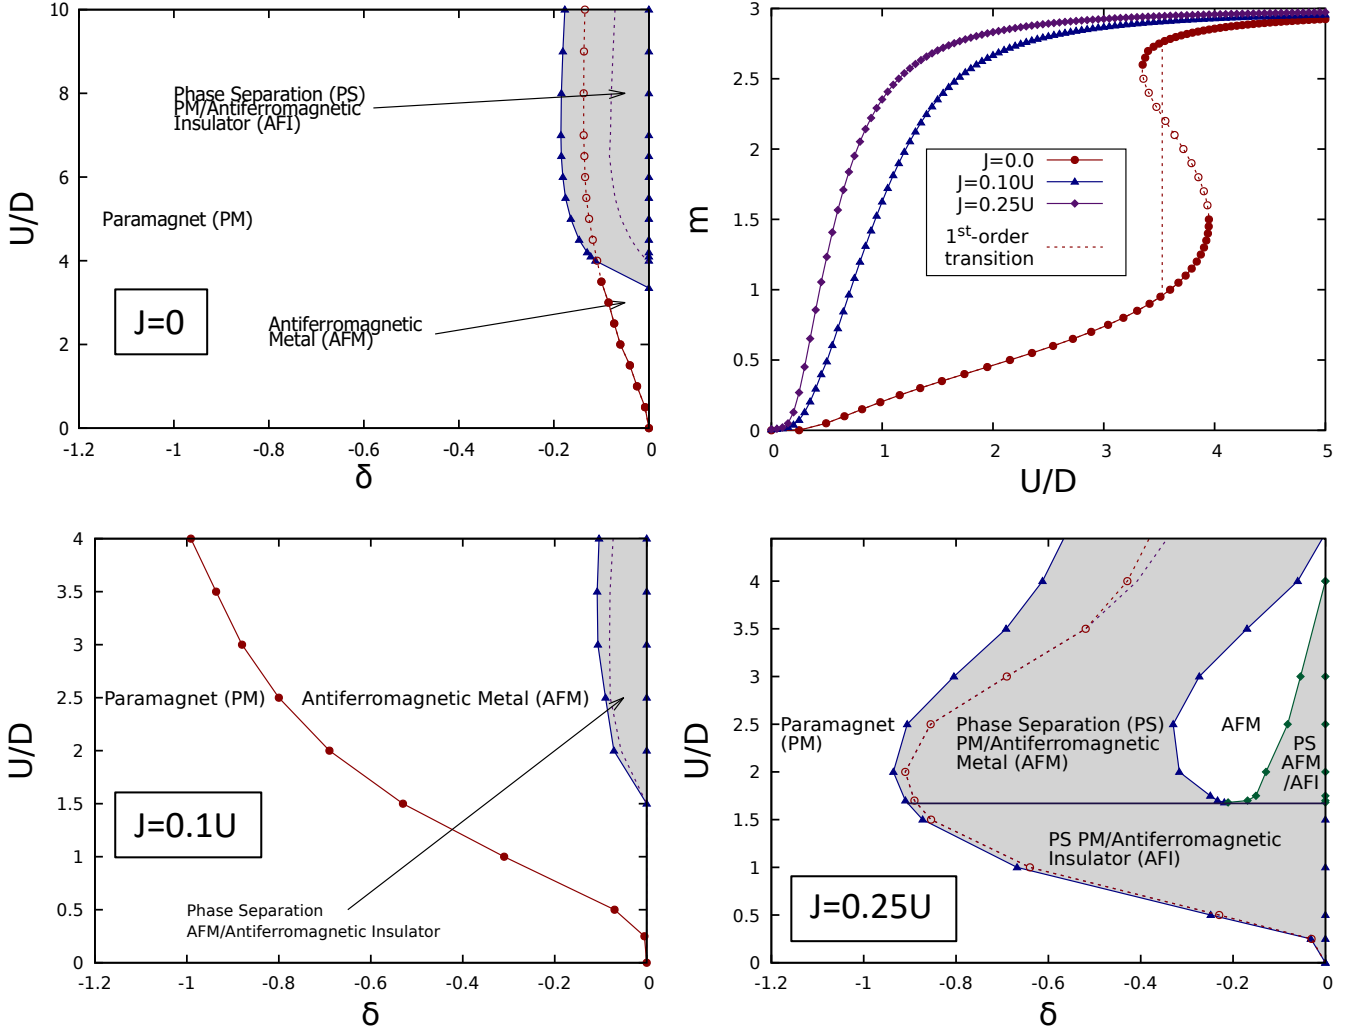 10
8
6
4
2
0
U/D
Phase Separation (PS)
PM/Antiferromagnetic
Insulator (AFI)
Paramagnet (PM)
J=0
Antiferromagnetic
Metal (AFM)
-1.2
-1
-0.8
-0.6
-0.4
-0.2
0
δ
3
2.5
2
1.5
1
0.5
0
m
J=0.0
J=0.10U
J=0.25U
1st-order
transition
0
1
2
3
4
5
U/D
4
3.5
3
2.5
2
1.5
1
0.5
0
U/D
Paramagnet (PM)
Antiferromagnetic Metal (AFM)
J=0.1U
Phase Separation
AFM/Antiferromagnetic Insulator
-1.2
-1
-0.8
-0.6
-0.4
-0.2
0
δ
4
3.5
3
2.5
2
1.5
1
0.5
0
U/D
Paramagnet
(PM)
Phase Separation (PS)
PM/Antiferromagnetic
Metal (AFM)
AFM
PS
AFM
/AFI
PS PM/Antiferromagnetic
Insulator (AFI)
J=0.25U
-1.2
-1
-0.8
-0.6
-0.4
-0.2
0
δ